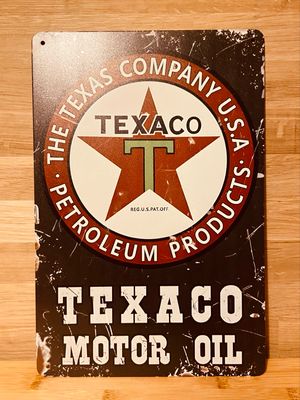 THE TEXAS COMPANY U.S.A
TEXACO
T
REG.U.S.PAT.OFF
PETROLEUM PRODUCTS
TEXACO
MOTOR OIL